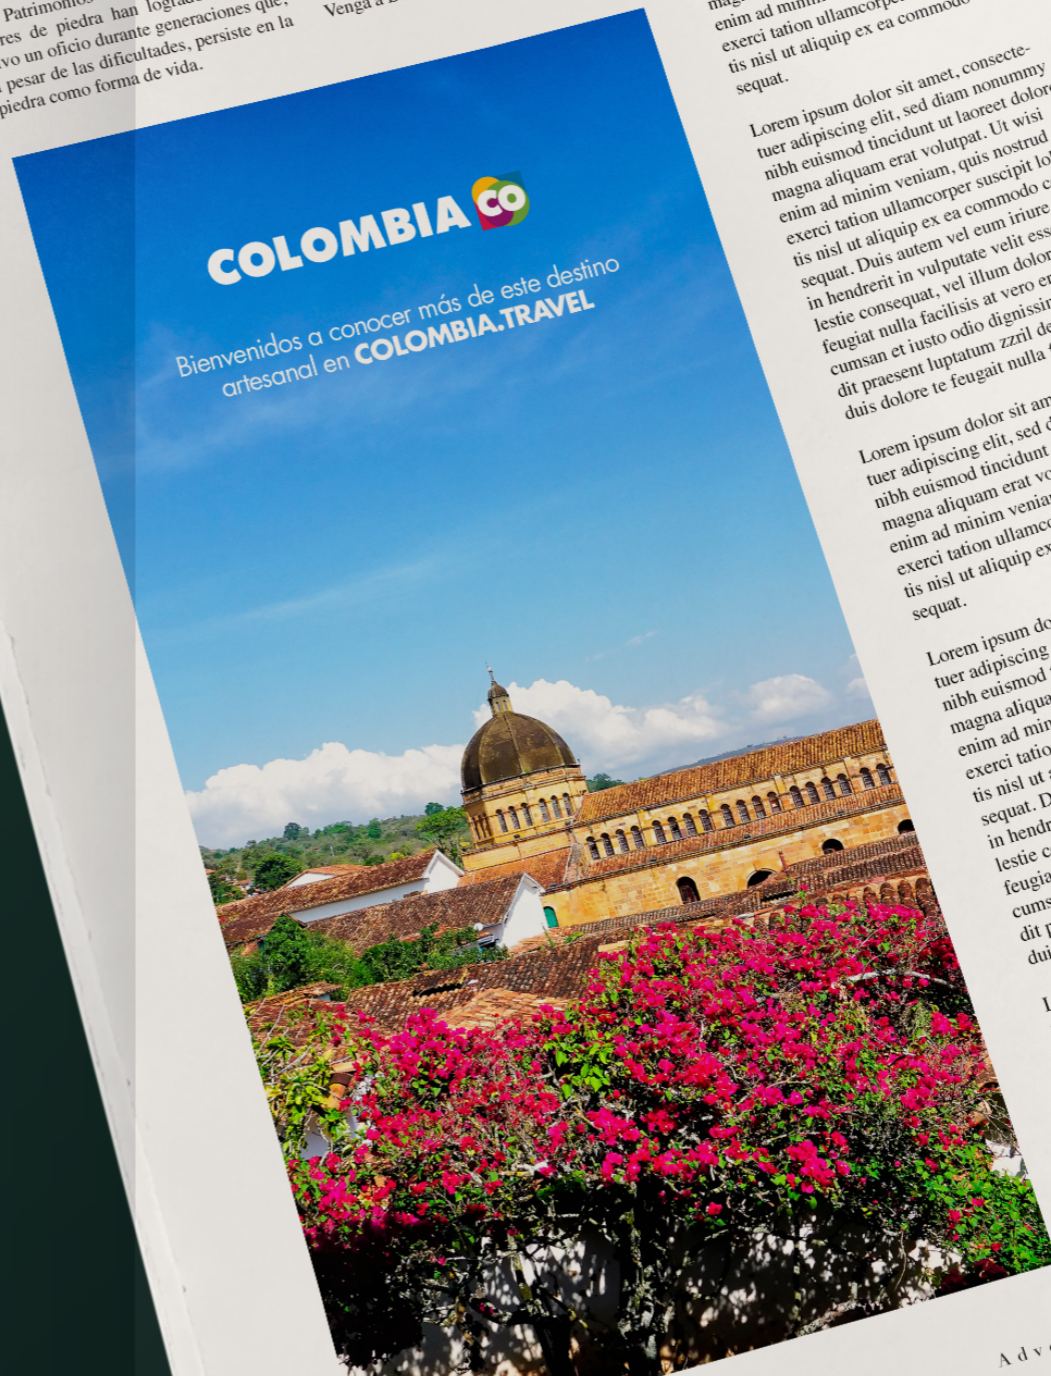 Patrimonios
res de piedra han
vo un oficio durante generaciones que,
pesar de las dificultades, persiste en la
piedra como forma de vida.
Venga a
COLOMBIA CO
Bienvenidos a conocer más de este destino
artesanal en COLOMBIA.TRAVEL
enim ad minim
exerci tation ullamcorper
tis nisl ut aliquip ex ea commodo
sequat.
Lorem ipsum dolor sit amet, consecte-
tuer adipiscing elit, sed diam nonummy
nibh euismod tincidunt ut laoreet dolore
magna aliquam erat volutpat. Ut wisi
enim ad minim veniam, quis nostrud
exerci tation ullamcorper suscipit lo
tis nisl ut aliquip ex ea commodo c
sequat. Duis autem vel eum iriure
in hendrerit in vulputate velit ess
lestie consequat, vel illum dolor
feugiat nulla facilisis at vero er
cumsan et iusto odio dignissin
dit praesent luptatum zzril de
duis dolore te feugait nulla
Lorem ipsum dolor sit am
tuer adipiscing elit, sed d
nibh euismod tincidunt
magna aliquam erat vo
enim ad minim venia
exerci tation ullamco
tis nisl ut aliquip ex
sequat.
Lorem ipsum do
tuer adipiscing
nibh euismod
magna aliqua
enim ad min
exerci tatio
tis nisl ut a
sequat. D
in hendr
lestie c
feugia
cums
dit p
dui
L
Adv